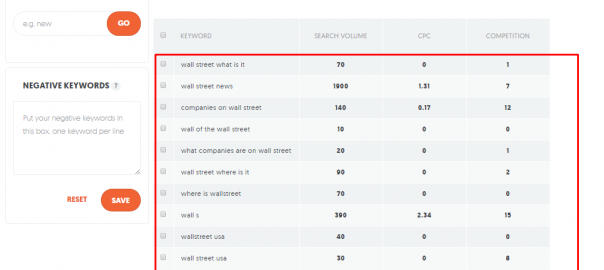 e.g. new GO
NEGATIVE KEYWORDS ?
Put your negative keywords in
this box, one keyword per line
RESET SAVE
KEYWORD SEARCH VOLUME CPC COMPETITION
wall street what is it 70 0 1
wall street news 1900 1.31 7
companies on wall street 140 0.17 12
wall of the wall street 10 0 0
what companies are on wall street 20 0 1
wall street where is it 90 0 2
where is wallstreet 70 0 0
wall s 390 2.34 15
wallstreet usa 40 0 0
wall street usa 30 0 8